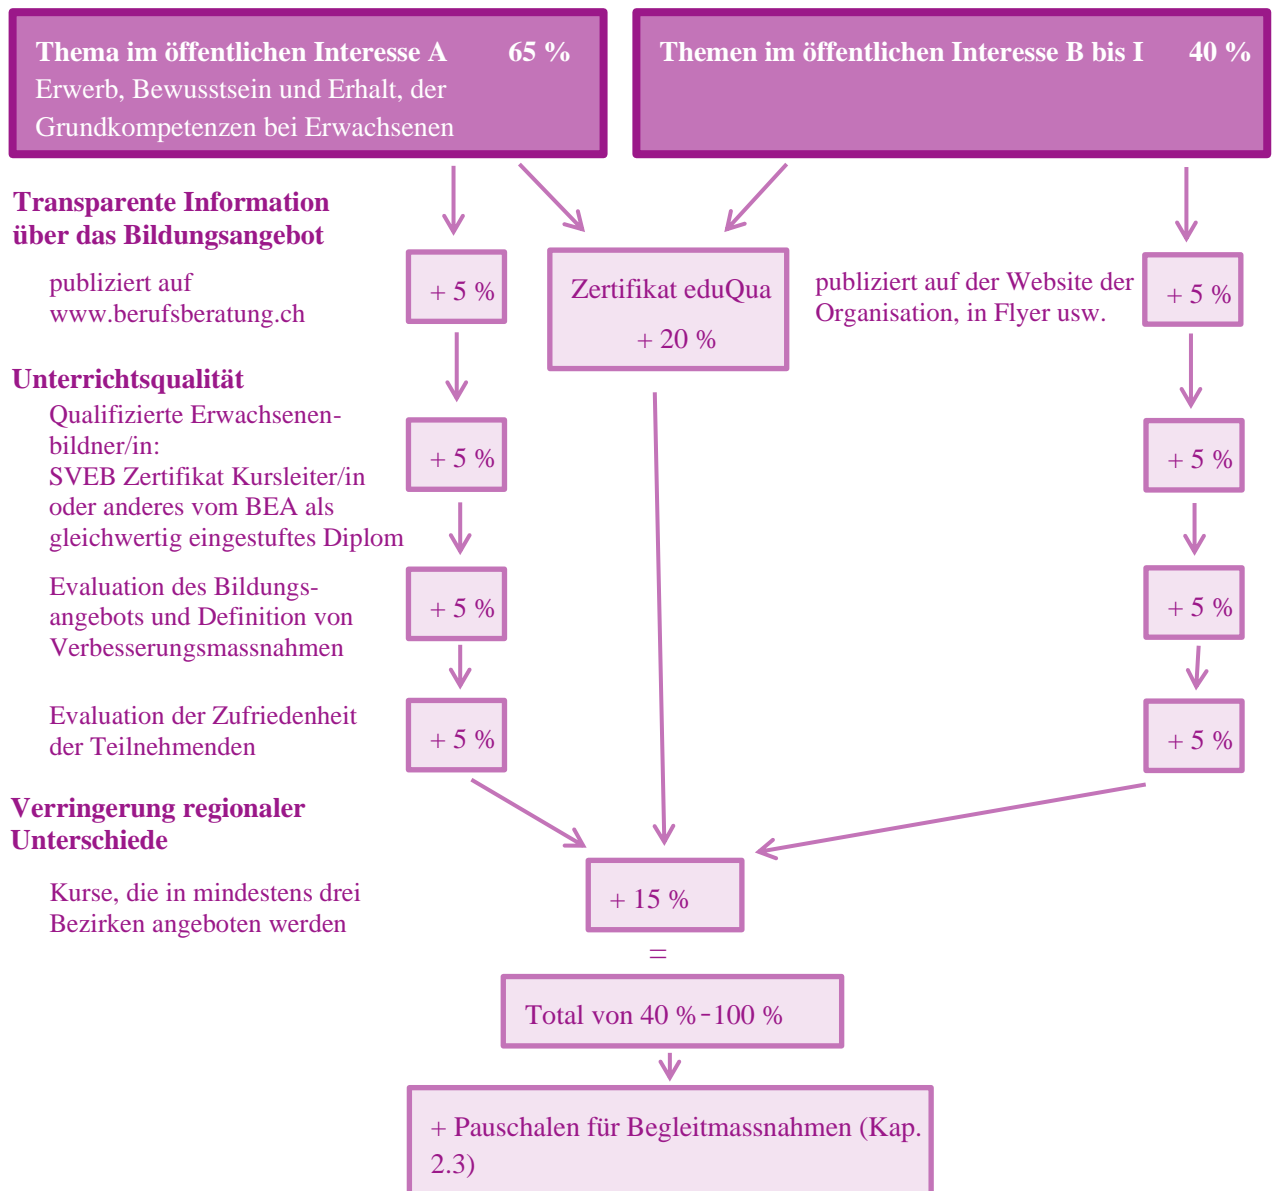 Thema im öffentlichen Interesse A 65 %
Erwerb, Bewusstsein und Erhalt, der
Grundkompetenzen bei Erwachsenen
Themen im öffentlichen Interesse B bis I 40 %
Transparente Information
über das Bildungsangebot
publiziert auf
www.berufsberatung.ch
+ 5 %
Zertifikat eduQua
+ 20 %
publiziert auf der Website der
Organisation, in Flyer usw.
+ 5 %
Unterrichtsqualität
Qualifizierte Erwachsenen-
bildner/in:
SVEB Zertifikat Kursleiter/in
oder anderes vom BEA als
gleichwertig eingestuftes Diplom
+ 5 %
+ 5 %
Evaluation des Bildungs-
angebots und Definition von
Verbesserungsmassnahmen
+ 5 %
+ 5 %
Evaluation der Zufriedenheit
der Teilnehmenden
+ 5 %
+ 5 %
Verringerung regionaler
Unterschiede
Kurse, die in mindestens drei
Bezirken angeboten werden
+ 15 %
=
Total von 40 % -100 %
+ Pauschalen für Begleitmassnahmen (Kap.
2.3)